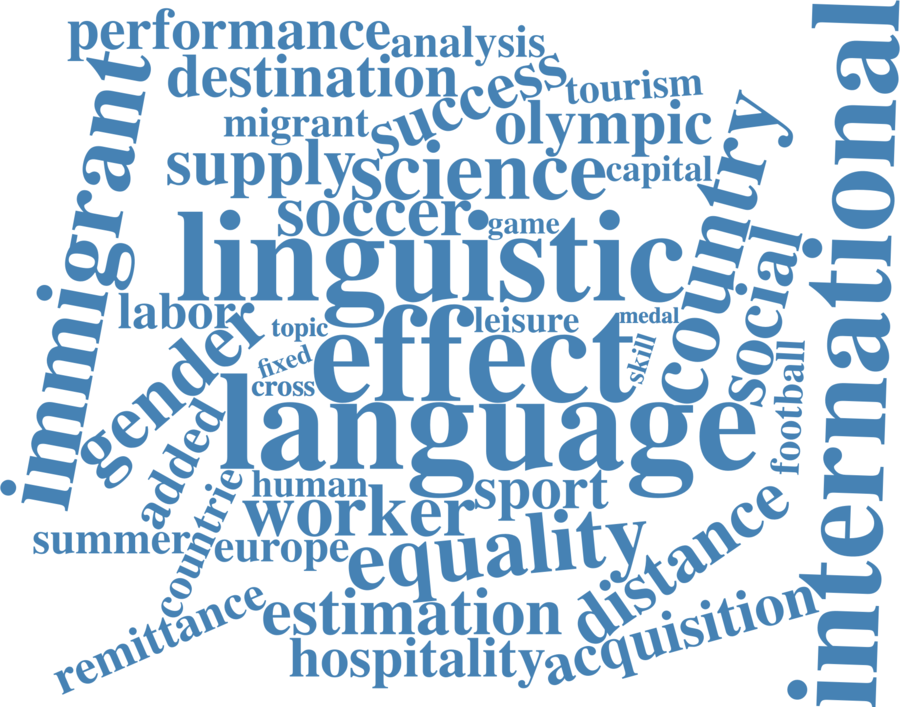 performance
analysis
destination
success
tourism
migrant
olympic
supply
science
capital
soccer
game
country
immigrant
international
linguistic
social
labor
topic
effect
leisure
medal
gender
fixed
skill
cross
language
football
added
human
sport
worker
countrie
summer
europe
equality
distance
remittance
estimation
acquisition
hospitality